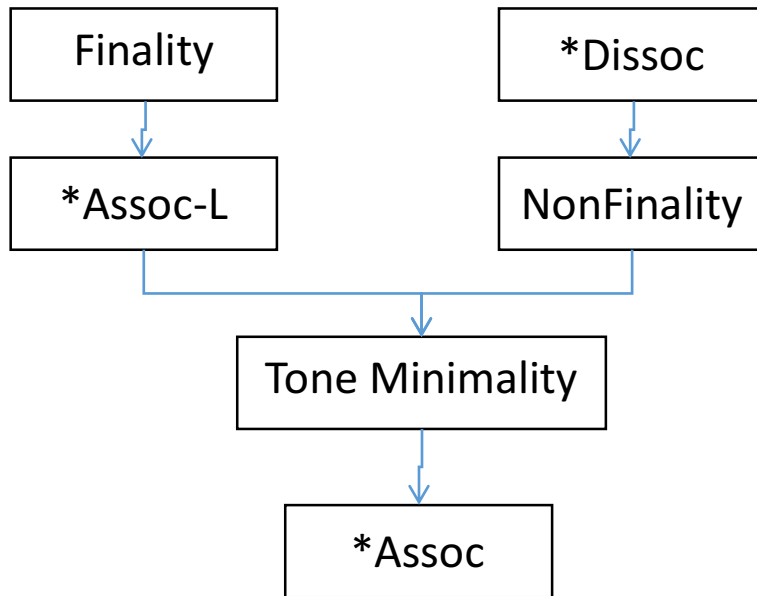 Finality
*Dissoc
*Assoc-L
NonFinality
Tone Minimality
*Assoc